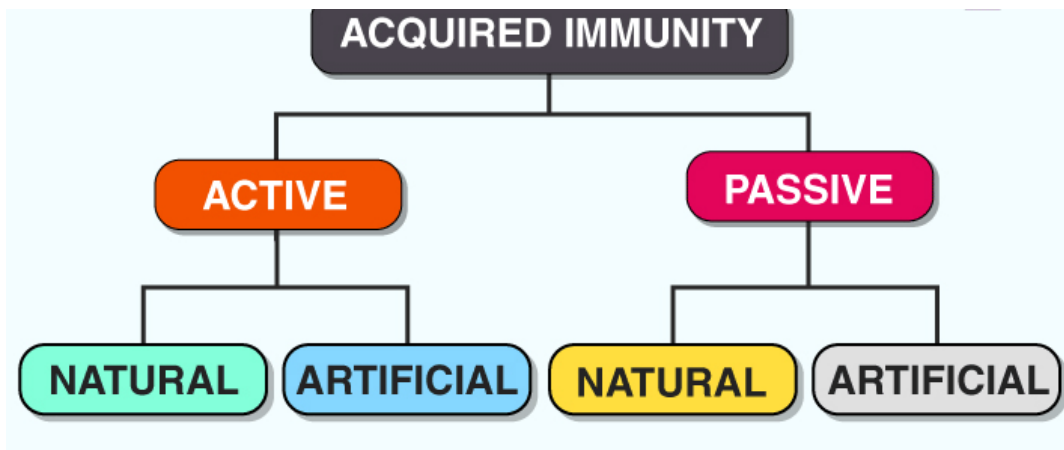 ACQUIRED IMMUNITY
ACTIVE
PASSIVE
NATURAL
ARTIFICIAL
NATURAL
ARTIFICIAL